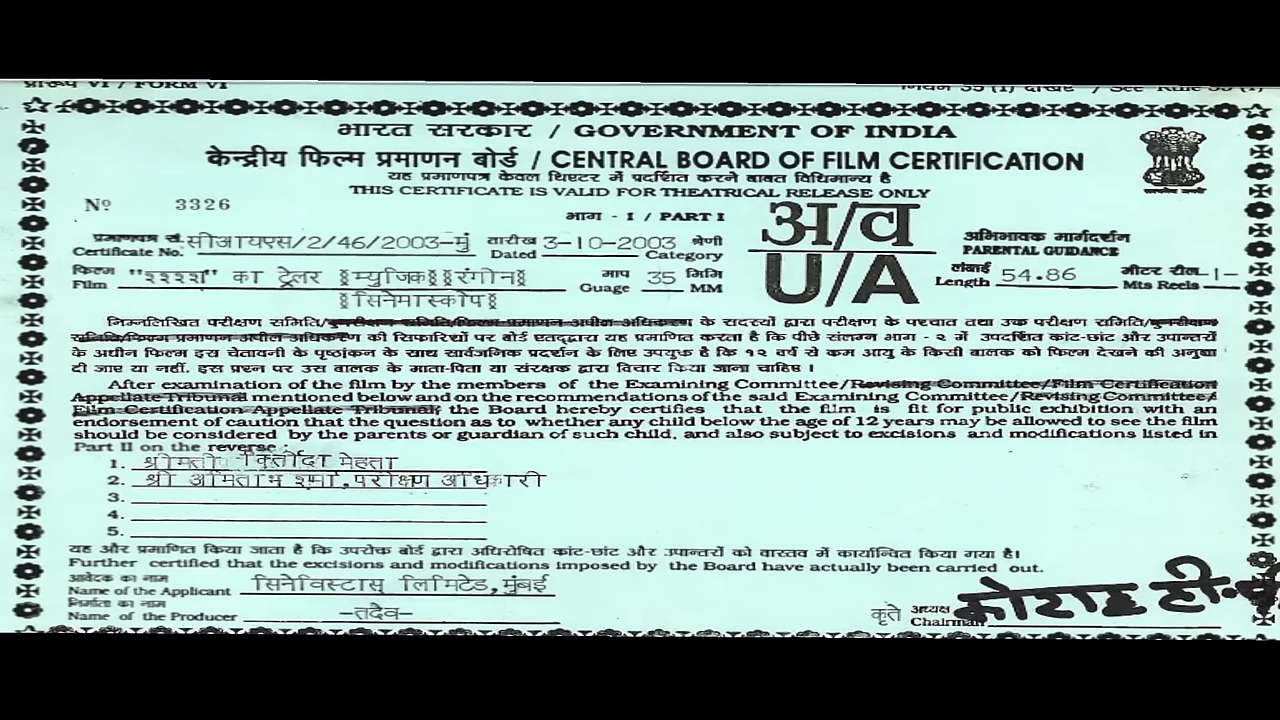 प्रारूप VI / FORM VI नियम 35 (1) देखिए / See Rule 35 (1)
भारत सरकार / GOVERNMENT OF INDIA
केन्द्रीय फिल्म प्रमाणन बोर्ड / CENTRAL BOARD OF FILM CERTIFICATION
यह प्रमाणपत्र केवल थिएटर में प्रदर्शित करने बाबत विधिमान्य है
THIS CERTIFICATE IS VALID FOR THEATRICAL RELEASE ONLY
Nº 3326
भाग - I / PART I
अ/व
U/A
प्रमाणपत्र सं. सीआयएस/2/46/2003-मुं तारीख 3-10-2003 श्रेणी अभिभावक मार्गदर्शन
Certificate No. Dated Category PARENTAL GUIDANCE
फिल्म "श्श्श्श" का ट्रेलर म्युजिक रंगीन माप 35 मिमि लंबाई 54.86 मीटर रील -1-
Film Guage MM Length Mts Reels
सिनेमास्कोप
निम्नलिखित परीक्षण समिति/पुनरीक्षण समिति/फिल्म प्रमाणन अपील अधिकरण के सदस्यों द्वारा परीक्षण के पश्चात तथा उक्त परीक्षण समिति/पुनरीक्षण
समिति/फिल्म प्रमाणन अपील अधिकरण की सिफारिशों पर बोर्ड एतद्द्वारा यह प्रमाणित करता है कि पीछे संलग्न भाग - २ में उपदर्शित कांट-छांट और उपान्तरों
के अधीन फिल्म इस चेतावनी के पृष्ठांकन के साथ सार्वजनिक प्रदर्शन के लिए उपयुक्त है कि १२ वर्ष से कम आयु के किसी बालक को फिल्म देखने की अनुज्ञा
दी जाए या नहीं. इस प्रश्न पर उस बालक के माता-पिता या संरक्षक द्वारा विचार किया जाना चाहिए ।
After examination of the film by the members of the Examining Committee/Revising Committee/Film Certification
Appellate Tribunal mentioned below and on the recommendations of the said Examining Committee/Revising Committee/
Film Certification Appellate Tribunal, the Board hereby certifies that the film is fit for public exhibition with an
endorsement of caution that the question as to whether any child below the age of 12 years may be allowed to see the film
should be considered by the parents or guardian of such child, and also subject to excisions and modifications listed in
Part II on the reverse :
1. श्रीमती मेहता
2. श्री अमिताभ शर्मा, परीक्षण अधिकारी
3.
4.
5.
यह और प्रमाणित किया जाता है कि उपरोक्त बोर्ड द्वारा अधिरोपित कांट-छांट और उपान्तरों को वास्तव में कार्यान्वित किया गया है।
Further certified that the excisions and modifications imposed by the Board have actually been carried out.
आवेदक का नाम सिनेविस्टास् लिमिटेड, मुंबई
Name of the Applicant
निर्माता का नाम -तदैव-
Name of the Producer
कृते अध्यक्ष
Chairman